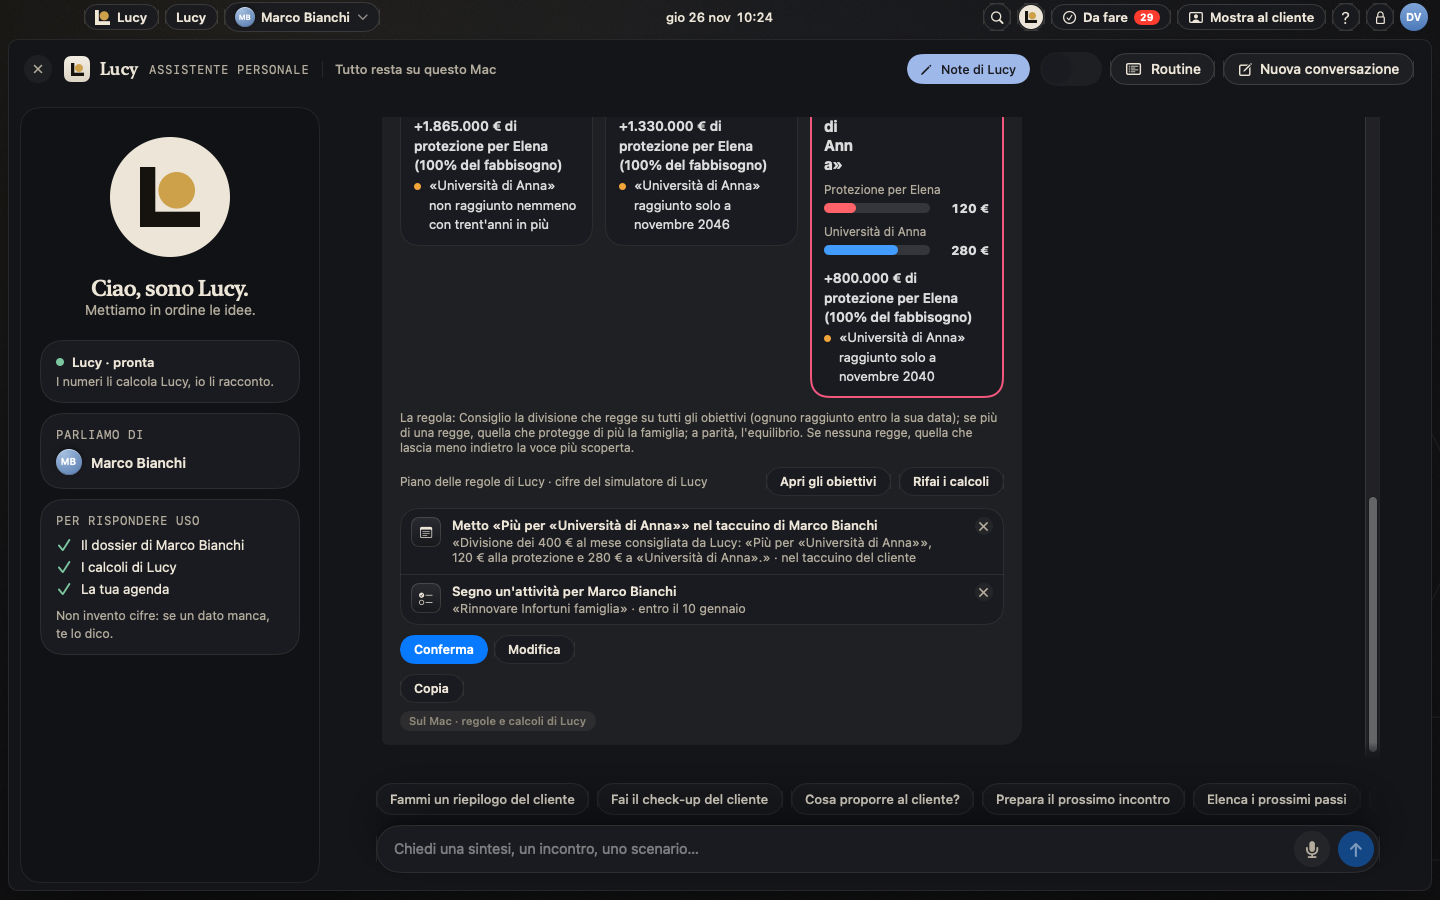 Lucy
Lucy
MB Marco Bianchi
gio 26 nov 10:24
Da fare 29
Mostra al cliente
?
DV
Lucy ASSISTENTE PERSONALE
Tutto resta su questo Mac
Note di Lucy
Routine
Nuova conversazione
Ciao, sono Lucy.
Mettiamo in ordine le idee.
Lucy · pronta
I numeri li calcola Lucy, io li racconto.
PARLIAMO DI
MB Marco Bianchi
PER RISPONDERE USO
Il dossier di Marco Bianchi
I calcoli di Lucy
La tua agenda
Non invento cifre: se un dato manca,
te lo dico.
+1.865.000 € di
protezione per Elena
(100% del fabbisogno)
«Università di Anna»
non raggiunto nemmeno
con trent'anni in più
+1.330.000 € di
protezione per Elena
(100% del fabbisogno)
«Università di Anna»
raggiunto solo a
novembre 2046
di
Ann
a»
Protezione per Elena
120 €
Università di Anna
280 €
+800.000 € di
protezione per Elena
(100% del fabbisogno)
«Università di Anna»
raggiunto solo a
novembre 2040
La regola: Consiglio la divisione che regge su tutti gli obiettivi (ognuno raggiunto entro la sua data); se più
di una regge, quella che protegge di più la famiglia; a parità, l'equilibrio. Se nessuna regge, quella che
lascia meno indietro la voce più scoperta.
Piano delle regole di Lucy · cifre del simulatore di Lucy
Apri gli obiettivi
Rifai i calcoli
Metto «Più per «Università di Anna»» nel taccuino di Marco Bianchi
«Divisione dei 400 € al mese consigliata da Lucy: «Più per «Università di Anna»»,
120 € alla protezione e 280 € a «Università di Anna».» · nel taccuino del cliente
Segno un'attività per Marco Bianchi
«Rinnovare Infortuni famiglia» · entro il 10 gennaio
Conferma
Modifica
Copia
Sul Mac · regole e calcoli di Lucy
Fammi un riepilogo del cliente
Fai il check-up del cliente
Cosa proporre al cliente?
Prepara il prossimo incontro
Elenca i prossimi passi
Chiedi una sintesi, un incontro, uno scenario...